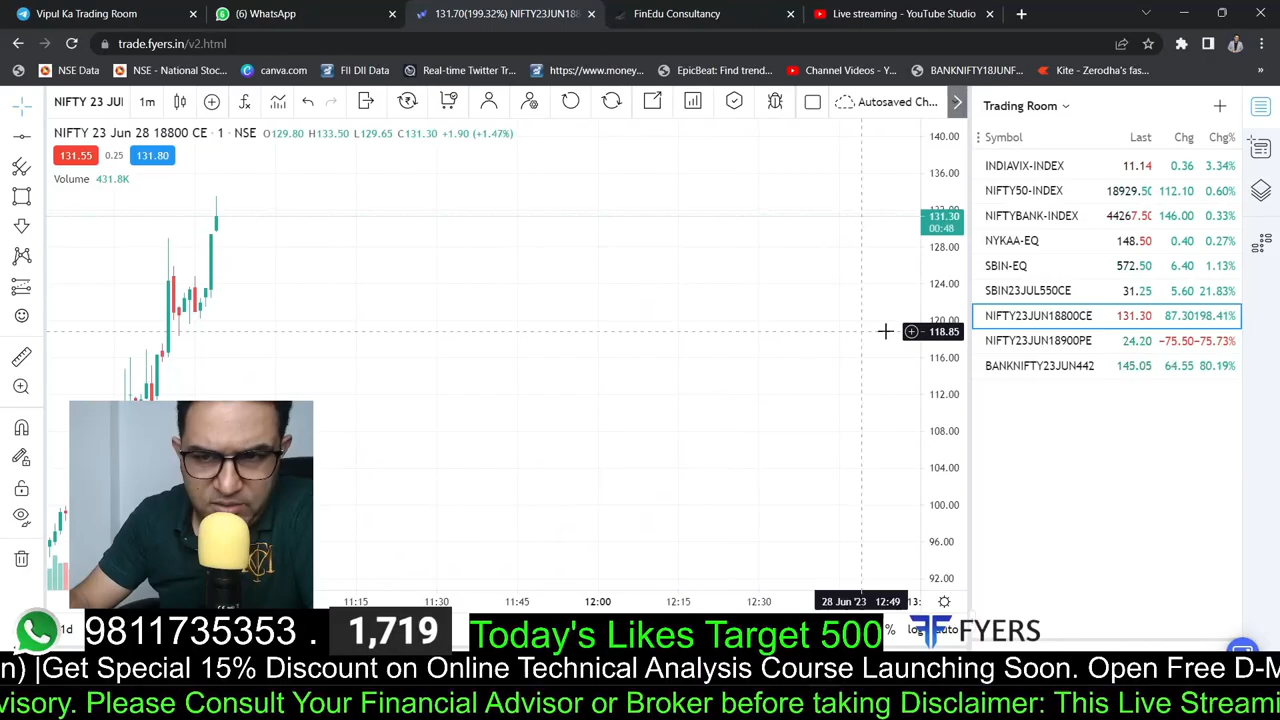 Vipul Ka Trading Room
(6) WhatsApp
131.70(199.32%) NIFTY23JUN188
FinEdu Consultancy
Live streaming - YouTube Studio
trade.fyers.in/v2.html
NSE Data
NSE - National Stoc...
canva.com
FII DII Data
Real-time Twitter Tr...
https://www.money...
EpicBeat: Find trend...
Channel Videos - Y...
BANKNIFTY18JUNF...
Kite - Zerodha's fas...
NIFTY 23 JUI
1m
Autosaved Ch...
Trading Room
NIFTY 23 Jun 28 18800 CE · 1 · NSE O129.80 H133.50 L129.65 C131.30 +1.90 (+1.47%)
131.55 0.25 131.80
Volume 431.8K
140.00
136.00
131.30
00:48
128.00
124.00
120.00
118.85
116.00
112.00
108.00
104.00
100.00
96.00
92.00
Symbol Last Chg Chg%
INDIAVIX-INDEX 11.14 0.36 3.34%
NIFTY50-INDEX 18929.50 112.10 0.60%
NIFTYBANK-INDEX 44267.50 146.00 0.33%
NYKAA-EQ 148.50 0.40 0.27%
SBIN-EQ 572.50 6.40 1.13%
SBIN23JUL550CE 31.25 5.60 21.83%
NIFTY23JUN18800CE 131.30 87.30 198.41%
NIFTY23JUN18900PE 24.20 −75.50 −75.73%
BANKNIFTY23JUN442 145.05 64.55 80.19%
11:15 11:30 11:45 12:00 12:15 12:30 28 Jun '23 12:49 13:
1d
% log auto
9811735353 . 1,719 Today's Likes Target 500 FYERS
n) |Get Special 15% Discount on Online Technical Analysis Course Launching Soon. Open Free D-M
visory. Please Consult Your Financial Advisor or Broker before taking Disclaimer: This Live Streami